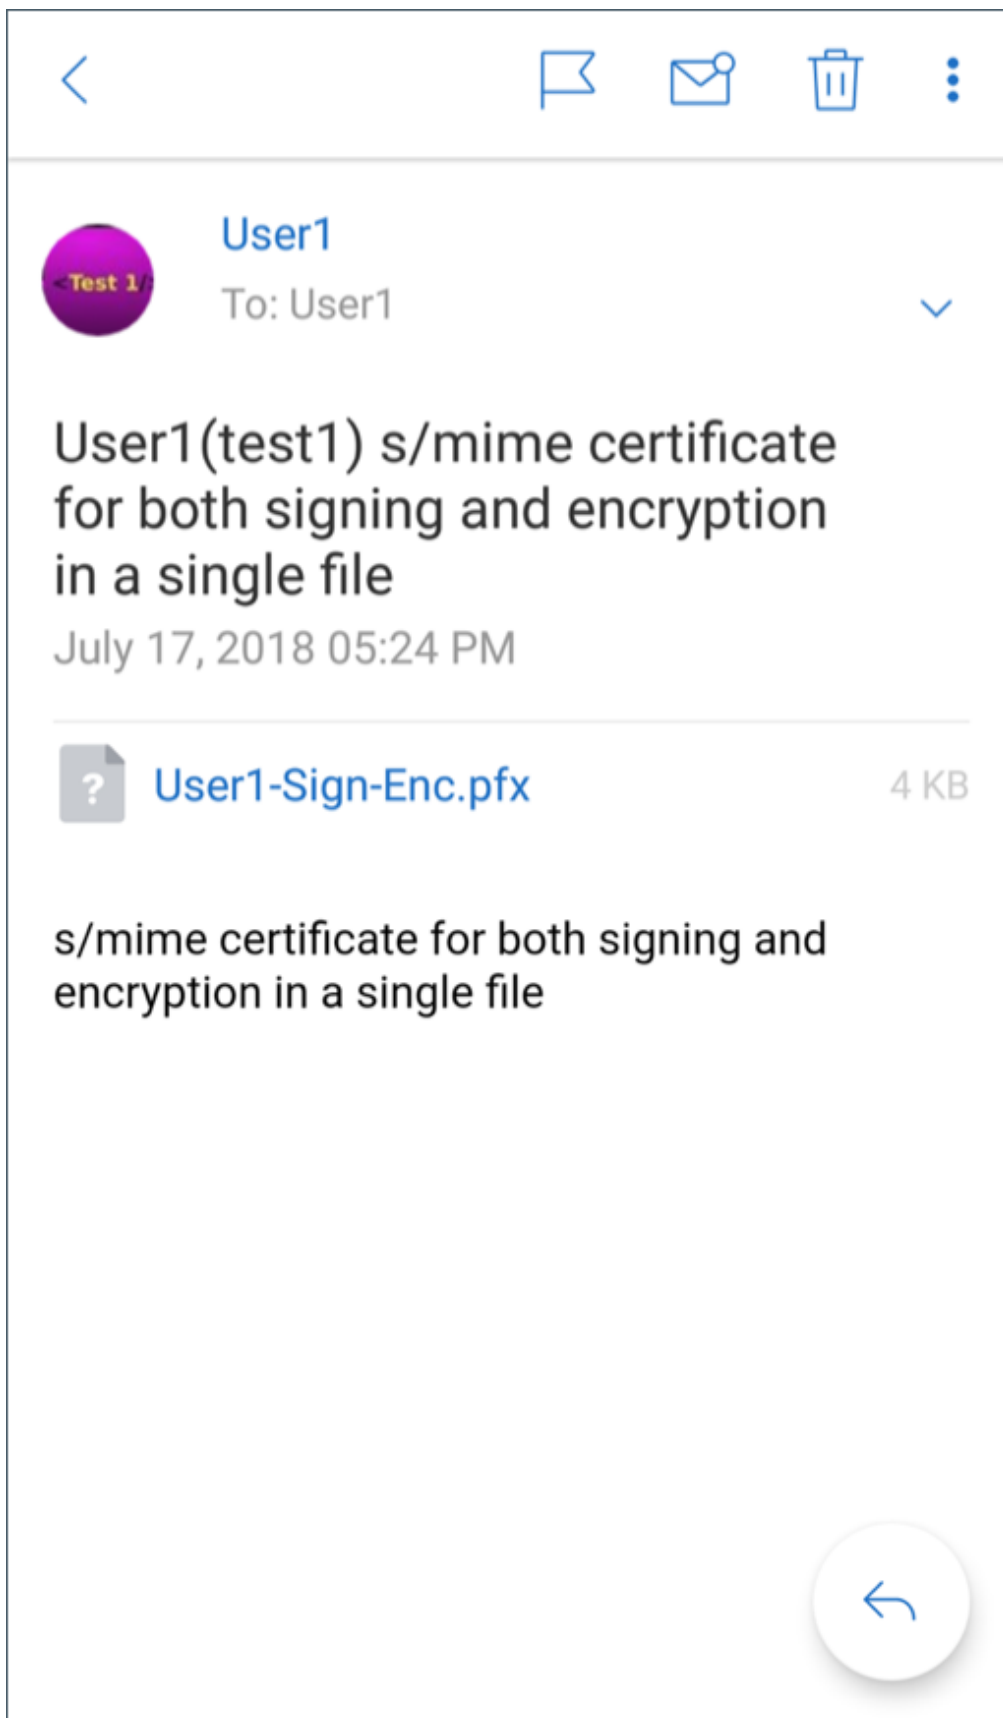 <Test 1/
User1
To: User1
User1(test1) s/mime certificate
for both signing and encryption
in a single file
July 17, 2018 05:24 PM
?
User1-Sign-Enc.pfx 4 KB
s/mime certificate for both signing and
encryption in a single file